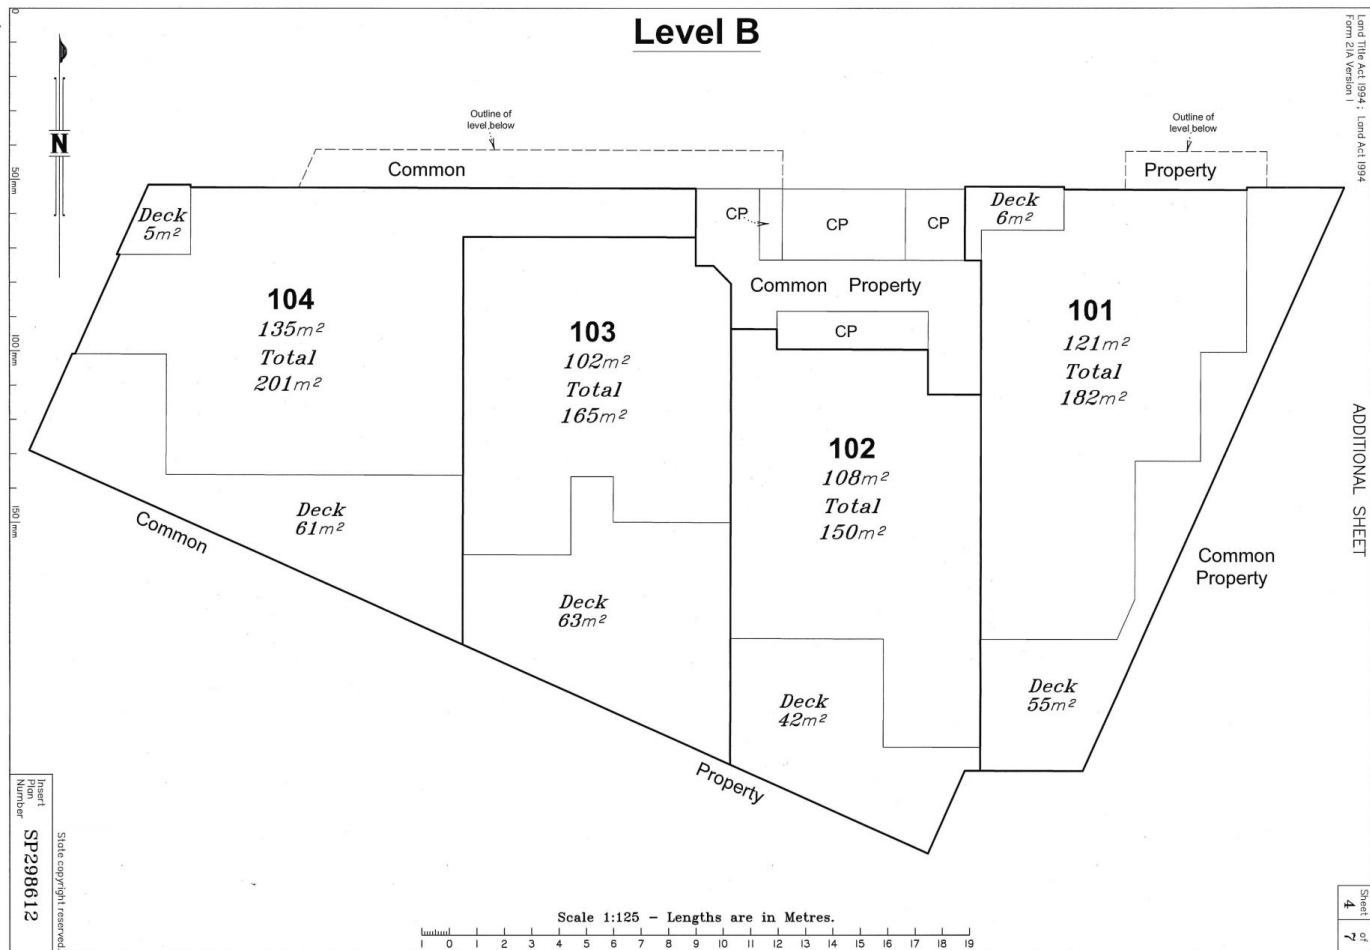 Level B
Land Title Act 1994 ; Land Act 1994
Form 21A Version 1
0
50 mm
100 mm
150 mm
N
Outline of
level below
Outline of
level below
Common
Property
Deck
5m²
CP
CP
CP
Deck
6m²
Common Property
CP
104
135m²
Total
201m²
103
102m²
Total
165m²
101
121m²
Total
182m²
102
108m²
Total
150m²
ADDITIONAL SHEET
Deck
61m²
Common
Common
Property
Deck
63m²
Deck
42m²
Deck
55m²
Property
Insert
Plan
Number
SP298612
State copyright reserved.
Scale 1:125 - Lengths are in Metres.
1 0 1 2 3 4 5 6 7 8 9 10 11 12 13 14 15 16 17 18 19
Sheet
4
of
7